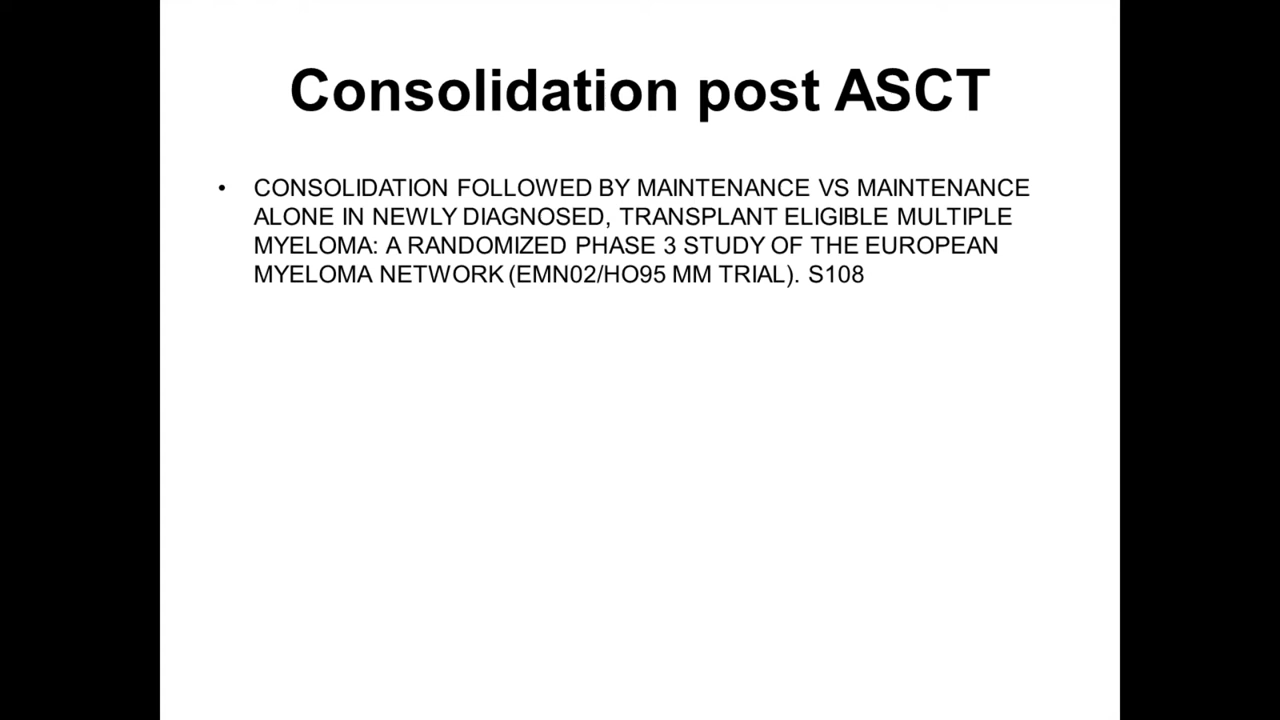 Consolidation post ASCT
• CONSOLIDATION FOLLOWED BY MAINTENANCE VS MAINTENANCE
ALONE IN NEWLY DIAGNOSED, TRANSPLANT ELIGIBLE MULTIPLE
MYELOMA: A RANDOMIZED PHASE 3 STUDY OF THE EUROPEAN
MYELOMA NETWORK (EMN02/HO95 MM TRIAL). S108